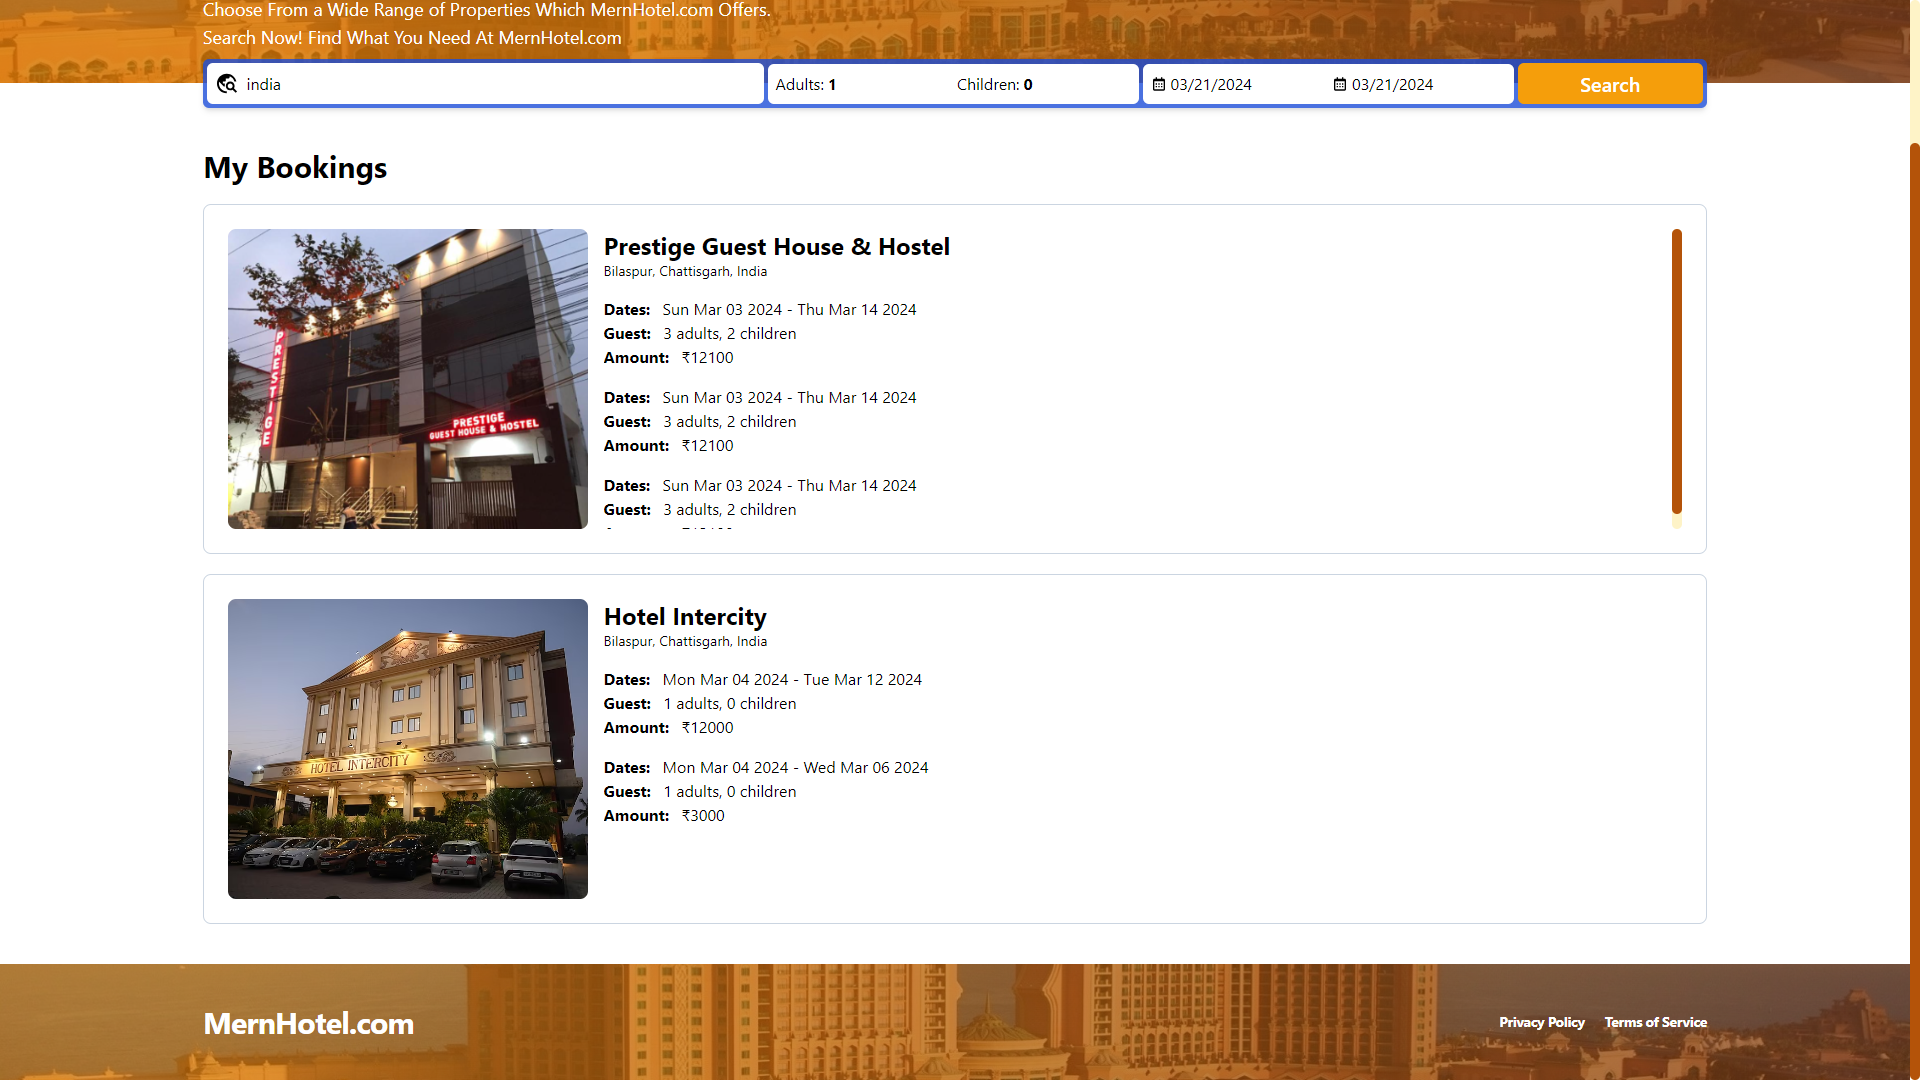 Choose From a Wide Range of Properties Which MernHotel.com Offers.
Search Now! Find What You Need At MernHotel.com
india
Adults: 1
Children: 0
03/21/2024
03/21/2024
Search
My Bookings
PRESTIGE
PRESTIGE
GUEST HOUSE & HOSTEL
Prestige Guest House & Hostel
Bilaspur, Chattisgarh, India
Dates: Sun Mar 03 2024 - Thu Mar 14 2024
Guest: 3 adults, 2 children
Amount: ₹12100
Dates: Sun Mar 03 2024 - Thu Mar 14 2024
Guest: 3 adults, 2 children
Amount: ₹12100
Dates: Sun Mar 03 2024 - Thu Mar 14 2024
Guest: 3 adults, 2 children
HOTEL INTERCITY
Hotel Intercity
Bilaspur, Chattisgarh, India
Dates: Mon Mar 04 2024 - Tue Mar 12 2024
Guest: 1 adults, 0 children
Amount: ₹12000
Dates: Mon Mar 04 2024 - Wed Mar 06 2024
Guest: 1 adults, 0 children
Amount: ₹3000
MernHotel.com
Privacy Policy
Terms of Service